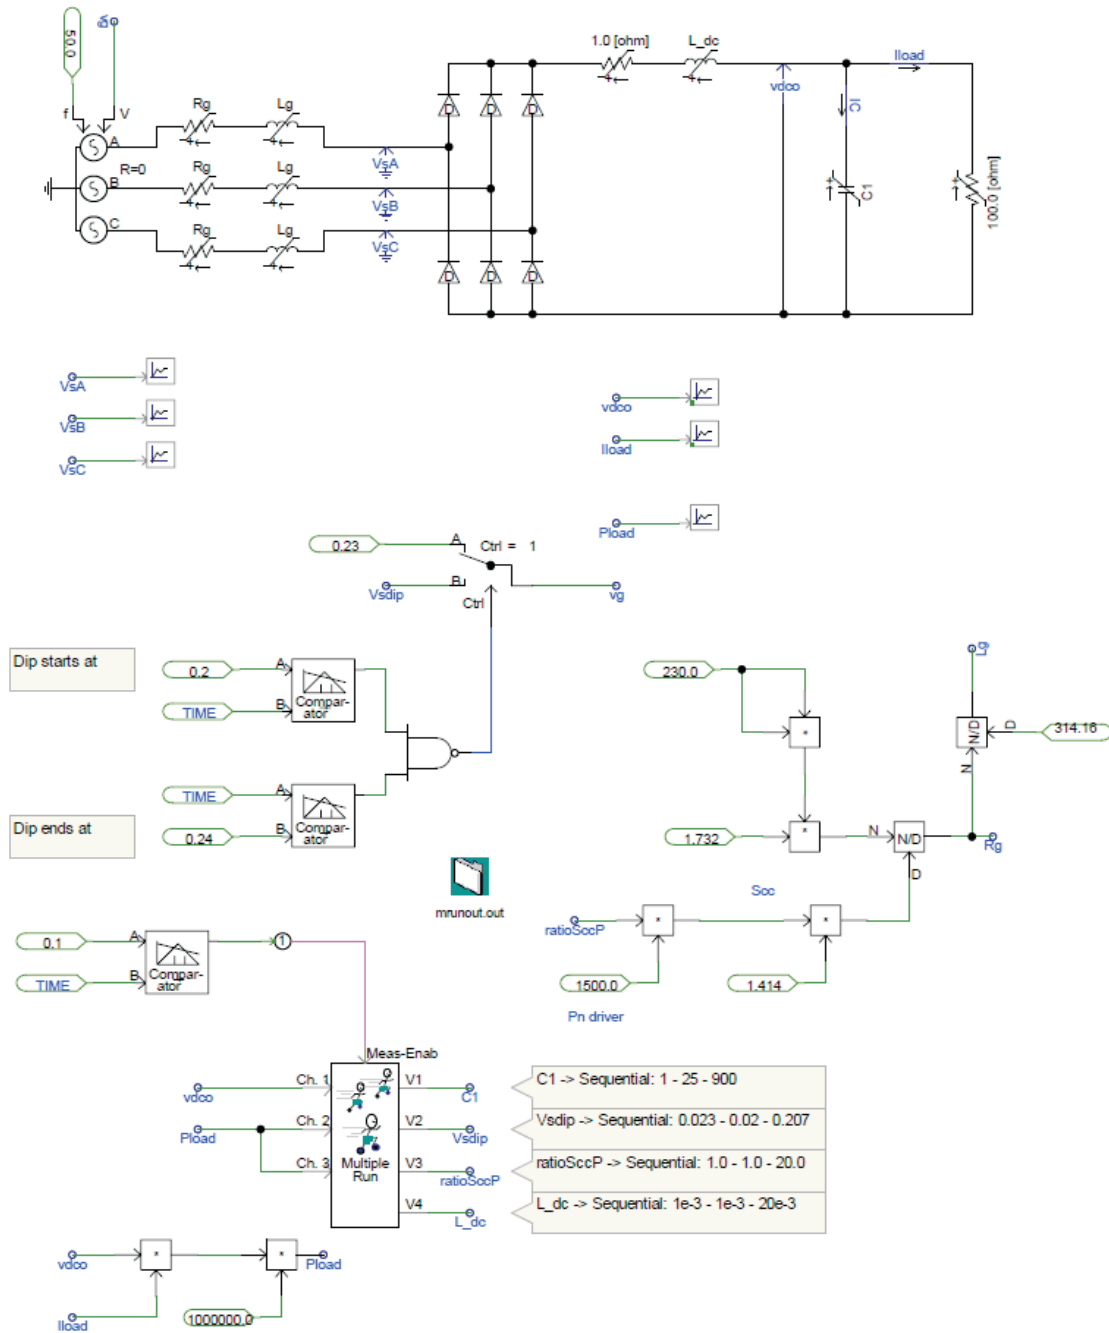 50.0
vg
f
V
A
R=0
B
C
Rg
Lg
Rg
Lg
Rg
Lg
VsA
VsB
VsC
D
D
D
D
D
D
1.0 [ohm]
L_dc
vdco
Iload
IC
C1
100.0 [ohm]
VsA
VsB
VsC
vdco
Iload
Pload
0.23
A
Ctrl = 1
Vsdip
B
Ctrl
vg
Dip starts at
0.2
A
TIME
B
Compar-
ator
TIME
A
Dip ends at
0.24
B
Compar-
ator
230.0
*
Lg
N/D
D
314.16
N
1.732
*
N
N/D
Rg
D
Scc
ratioSccP
*
*
1500.0
1.414
Pn driver
mrunout.out
0.1
A
TIME
B
Compar-
ator
1
Meas-Enab
vdco
Ch. 1
V1
C1
Pload
Ch. 2
V2
Vsdip
Ch. 3
V3
ratioSccP
Multiple
Run
V4
L_dc
C1 -> Sequential: 1 - 25 - 900
Vsdip -> Sequential: 0.023 - 0.02 - 0.207
ratioSccP -> Sequential: 1.0 - 1.0 - 20.0
L_dc -> Sequential: 1e-3 - 1e-3 - 20e-3
vdco
*
*
Pload
Iload
1000000.0